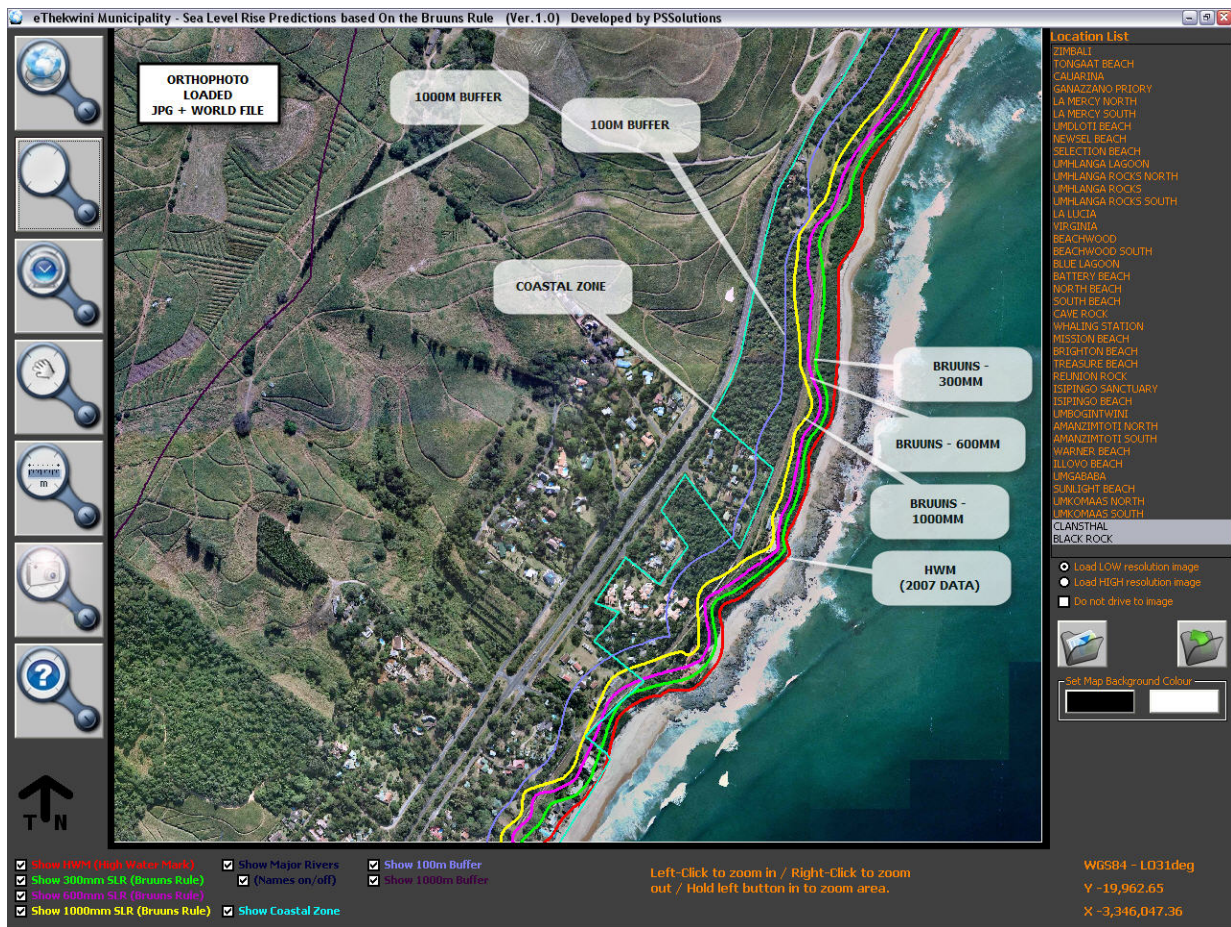 eThekwini Municipality - Sea Level Rise Predictions based On the Bruuns Rule (Ver.1.0) Developed by PSSolutions
ORTHOPHOTO
LOADED
JPG + WORLD FILE
1000M BUFFER
100M BUFFER
COASTAL ZONE
BRUUNS -
300MM
BRUUNS - 600MM
BRUUNS -
1000MM
HWM
(2007 DATA)
m
?
T N
Location List
ZIMBALI
TONGAAT BEACH
CAUARINA
GANAZZANO PRIORY
LA MERCY NORTH
LA MERCY SOUTH
UMDLOTI BEACH
NEWSEL BEACH
SELECTION BEACH
UMHLANGA LAGOON
UMHLANGA ROCKS NORTH
UMHLANGA ROCKS
UMHLANGA ROCKS SOUTH
LA LUCIA
VIRGINIA
BEACHWOOD
BEACHWOOD SOUTH
BLUE LAGOON
BATTERY BEACH
NORTH BEACH
SOUTH BEACH
CAVE ROCK
WHALING STATION
MISSION BEACH
BRIGHTON BEACH
TREASURE BEACH
REUNION ROCK
ISIPINGO SANCTUARY
ISIPINGO BEACH
UMBOGINTWINI
AMANZIMTOTI NORTH
AMANZIMTOTI SOUTH
WARNER BEACH
ILLOVO BEACH
UMGABABA
SUNLIGHT BEACH
UMKOMAAS NORTH
UMKOMAAS SOUTH
CLANSTHAL
BLACK ROCK
Load LOW resolution image
Load HIGH resolution image
Do not drive to image
Set Map Background Colour
Show HWM (High Water Mark)
Show 300mm SLR (Bruuns Rule)
Show 600mm SLR (Bruuns Rule)
Show 1000mm SLR (Bruuns Rule)
Show Major Rivers
(Names on/off)
Show Coastal Zone
Show 100m Buffer
Show 1000m Buffer
Left-Click to zoom in / Right-Click to zoom
out / Hold left button in to zoom area.
WGS84 - LO31deg
Y -19,962.65
X -3,346,047.36